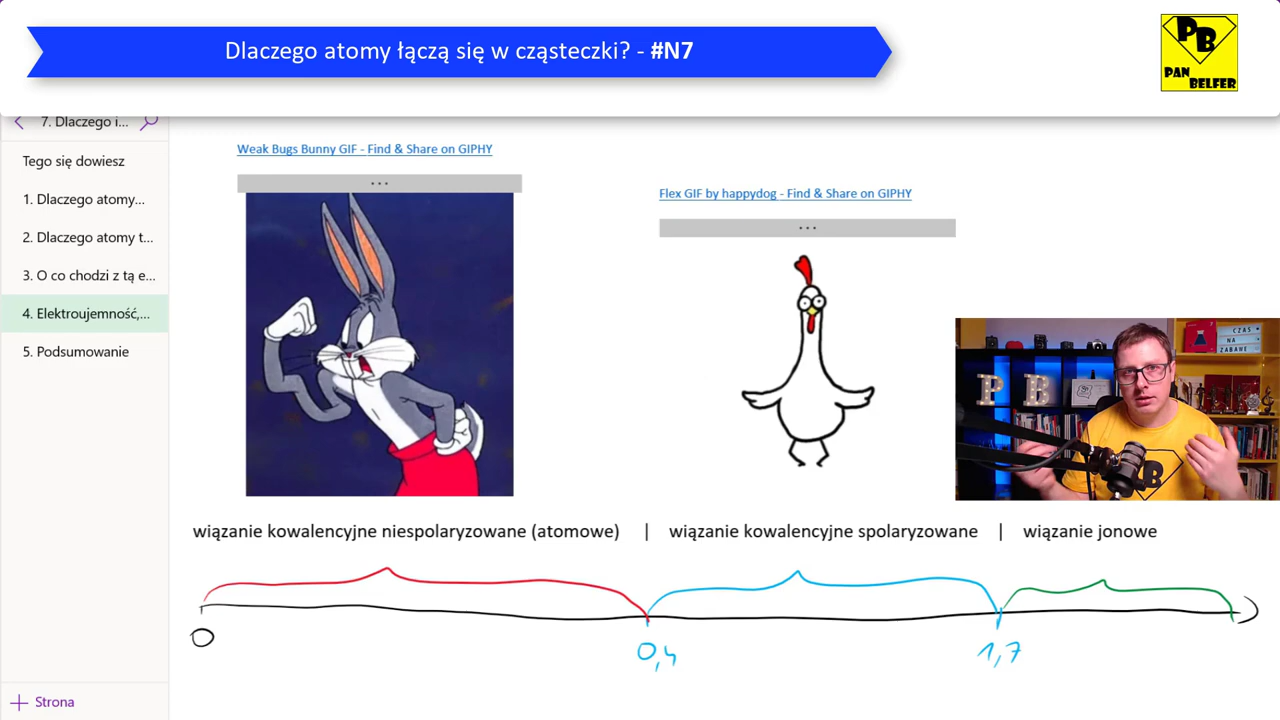 Dlaczego atomy łączą się w cząsteczki? - #N7
PB
PAN
BELFER
7. Dlaczego i...
Tego się dowiesz
1. Dlaczego atomy...
2. Dlaczego atomy t...
3. O co chodzi z tą e...
4. Elektroujemność,...
5. Podsumowanie
Strona
Weak Bugs Bunny GIF - Find & Share on GIPHY
Flex GIF by happydog - Find & Share on GIPHY
CZAS
NA
ZABAWĘ
P B
B
wiązanie kowalencyjne niespolaryzowane (atomowe) | wiązanie kowalencyjne spolaryzowane | wiązanie jonowe
0
0,4
1,7